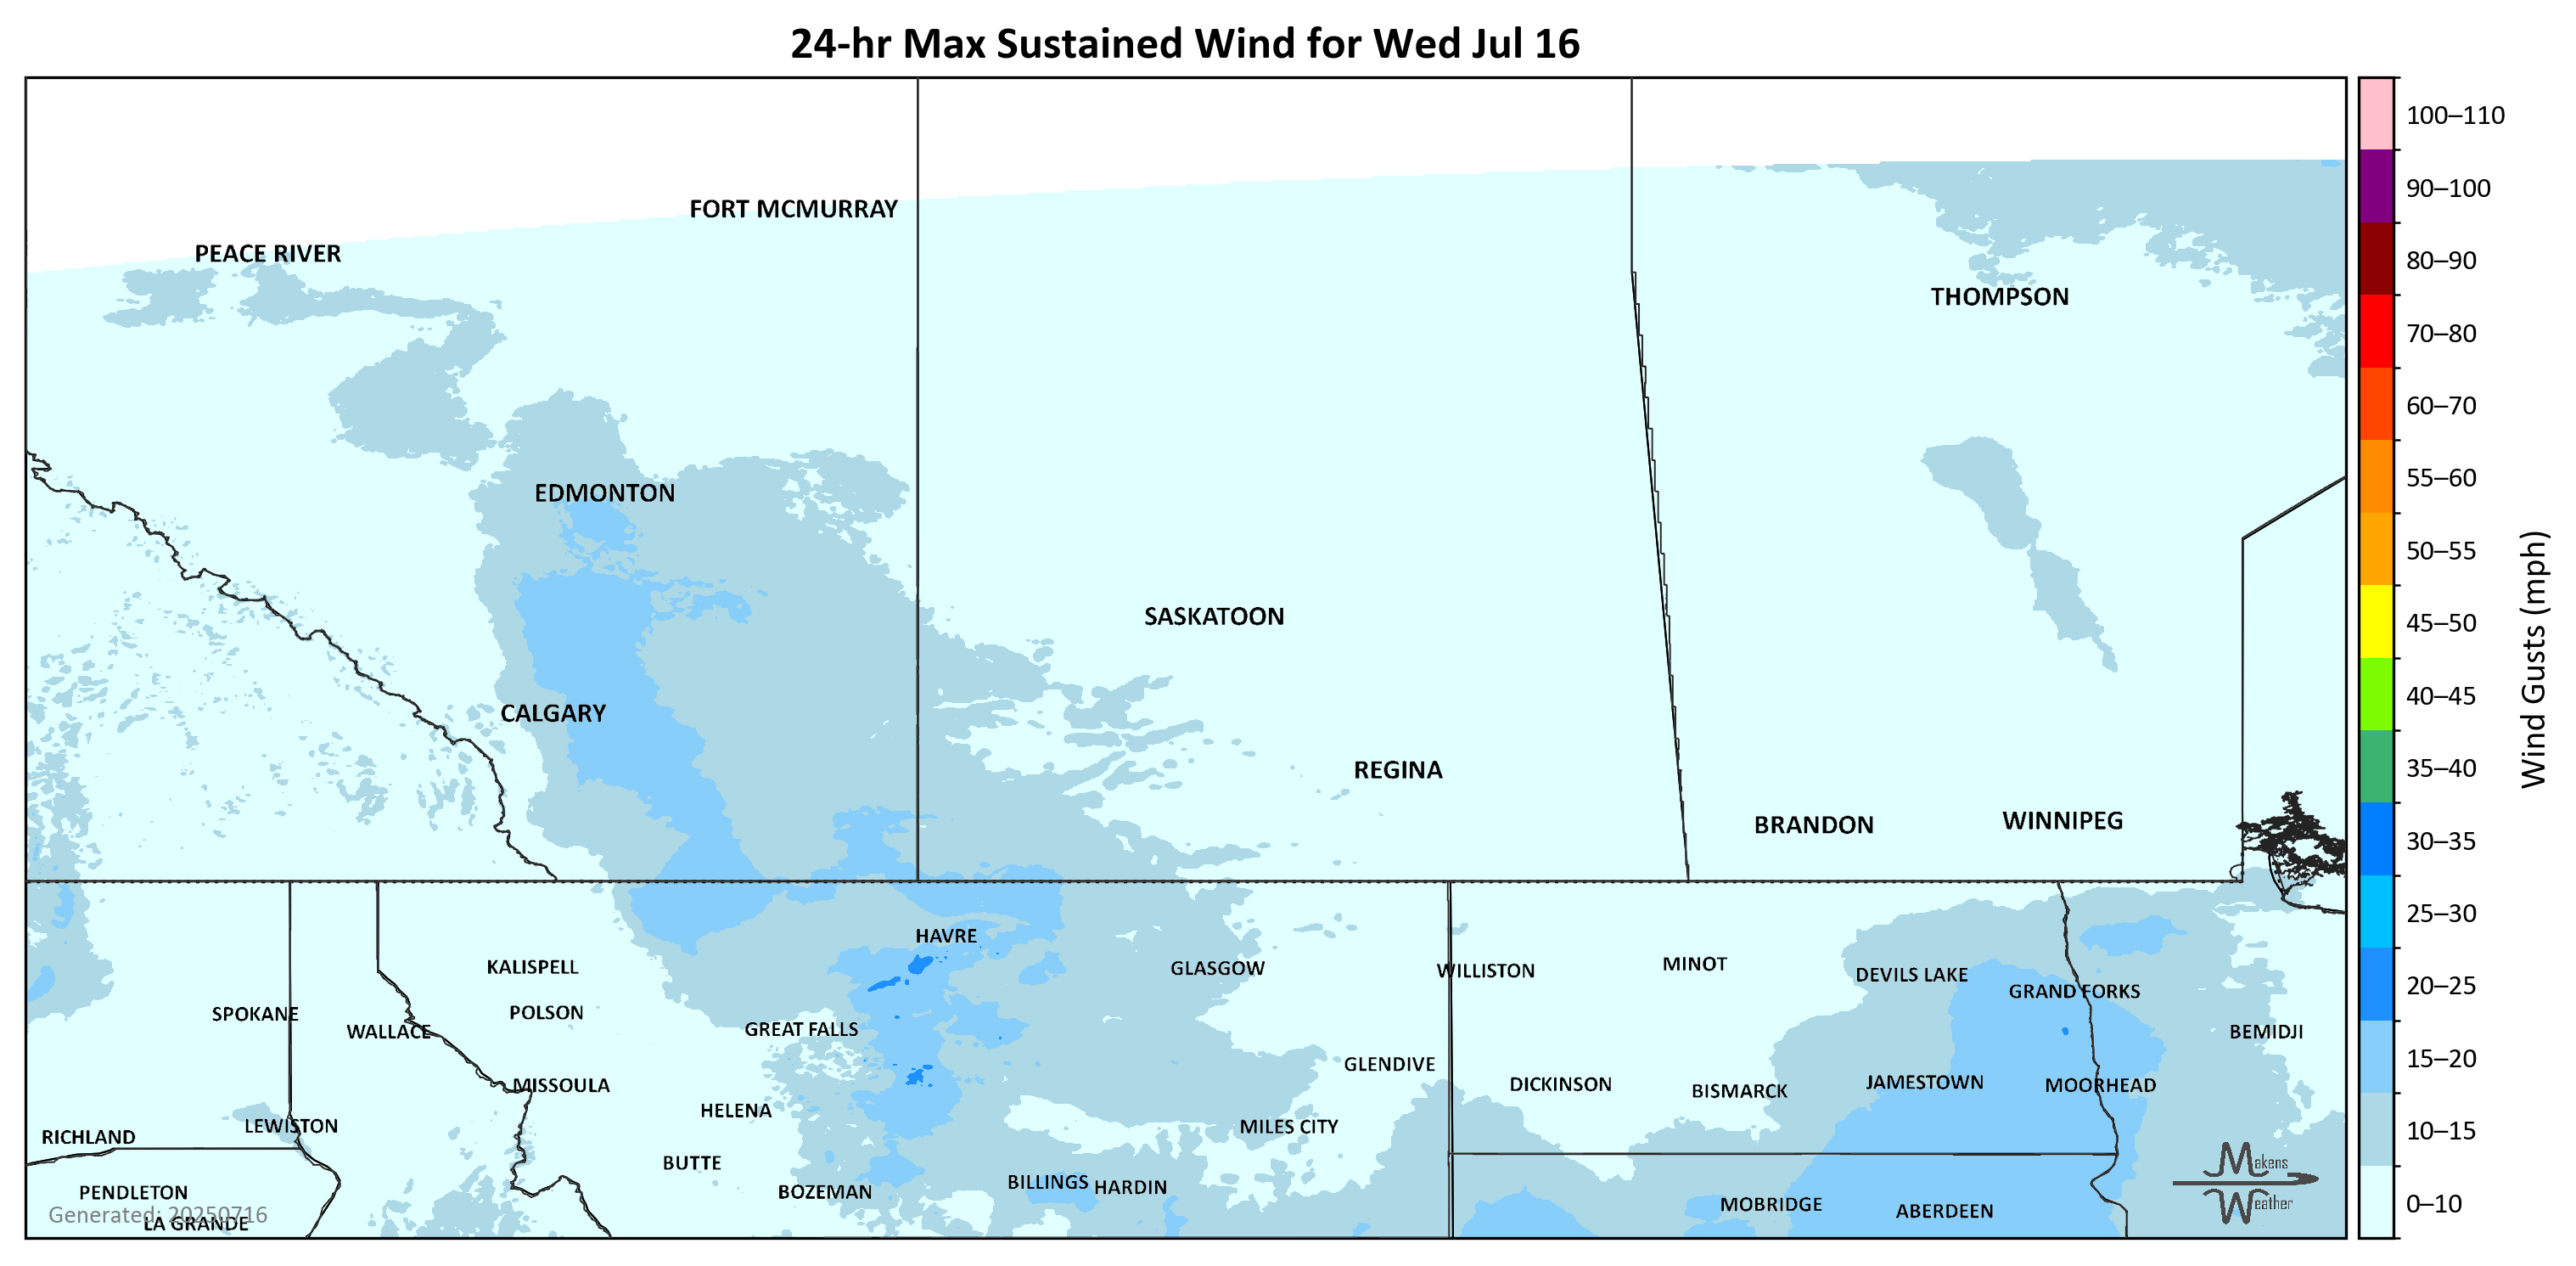 24-hr Max Sustained Wind for Wed Jul 16
FORT MCMURRAY
PEACE RIVER
THOMPSON
EDMONTON
SASKATOON
CALGARY
REGINA
BRANDON
WINNIPEG
HAVRE
KALISPELL
GLASGOW
WILLISTON
MINOT
DEVILS LAKE
GRAND FORKS
SPOKANE
POLSON
WALLACE
GREAT FALLS
BEMIDJI
GLENDIVE
MISSOULA
DICKINSON
BISMARCK
JAMESTOWN
MOORHEAD
HELENA
LEWISTON
MILES CITY
RICHLAND
BUTTE
BILLINGS
HARDIN
BOZEMAN
PENDLETON
MOBRIDGE
ABERDEEN
Generated: 20250716
LA GRANDE
Makens
Weather
100–110
90–100
80–90
70–80
60–70
55–60
50–55
45–50
40–45
35–40
30–35
25–30
20–25
15–20
10–15
0–10
Wind Gusts (mph)